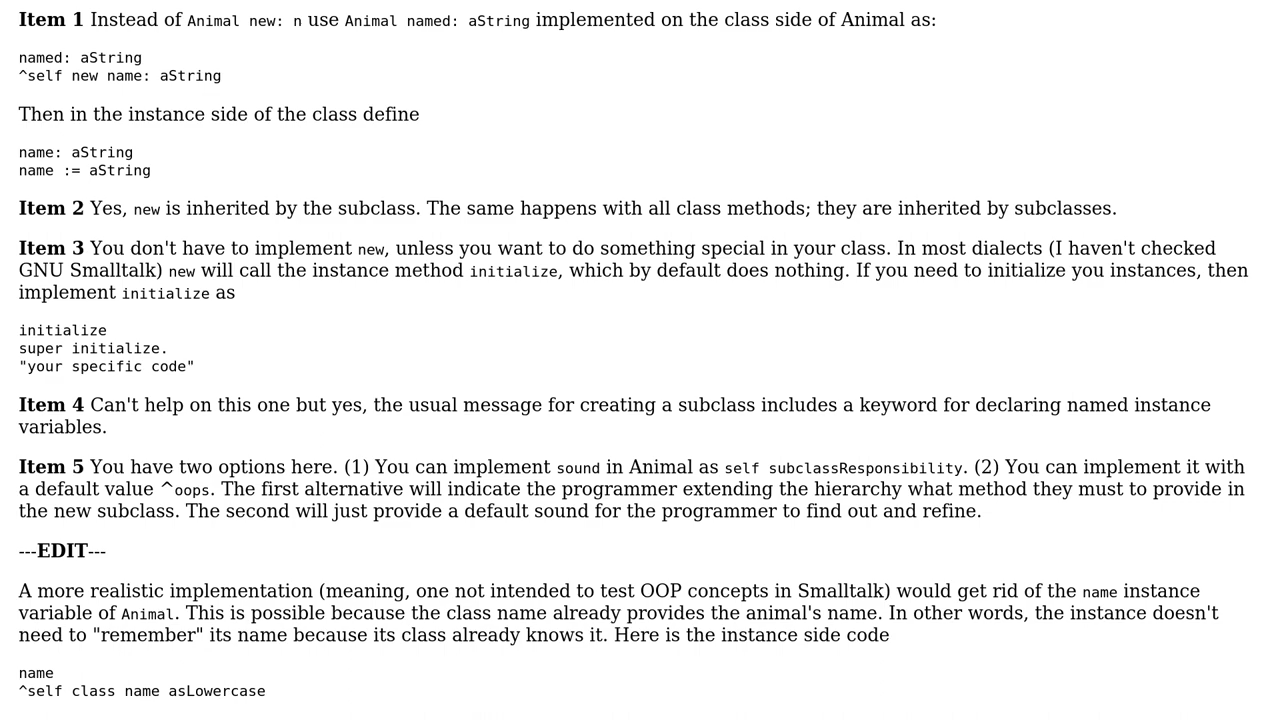 Item 1 Instead of Animal new: n use Animal named: aString implemented on the class side of Animal as:
named: aString
^self new name: aString
Then in the instance side of the class define
name: aString
name := aString
Item 2 Yes, new is inherited by the subclass. The same happens with all class methods; they are inherited by subclasses.
Item 3 You don't have to implement new, unless you want to do something special in your class. In most dialects (I haven't checked
GNU Smalltalk) new will call the instance method initialize, which by default does nothing. If you need to initialize you instances, then
implement initialize as
initialize
super initialize.
"your specific code"
Item 4 Can't help on this one but yes, the usual message for creating a subclass includes a keyword for declaring named instance
variables.
Item 5 You have two options here. (1) You can implement sound in Animal as self subclassResponsibility. (2) You can implement it with
a default value ^oops. The first alternative will indicate the programmer extending the hierarchy what method they must to provide in
the new subclass. The second will just provide a default sound for the programmer to find out and refine.
---EDIT---
A more realistic implementation (meaning, one not intended to test OOP concepts in Smalltalk) would get rid of the name instance
variable of Animal. This is possible because the class name already provides the animal's name. In other words, the instance doesn't
need to "remember" its name because its class already knows it. Here is the instance side code
name
^self class name asLowercase